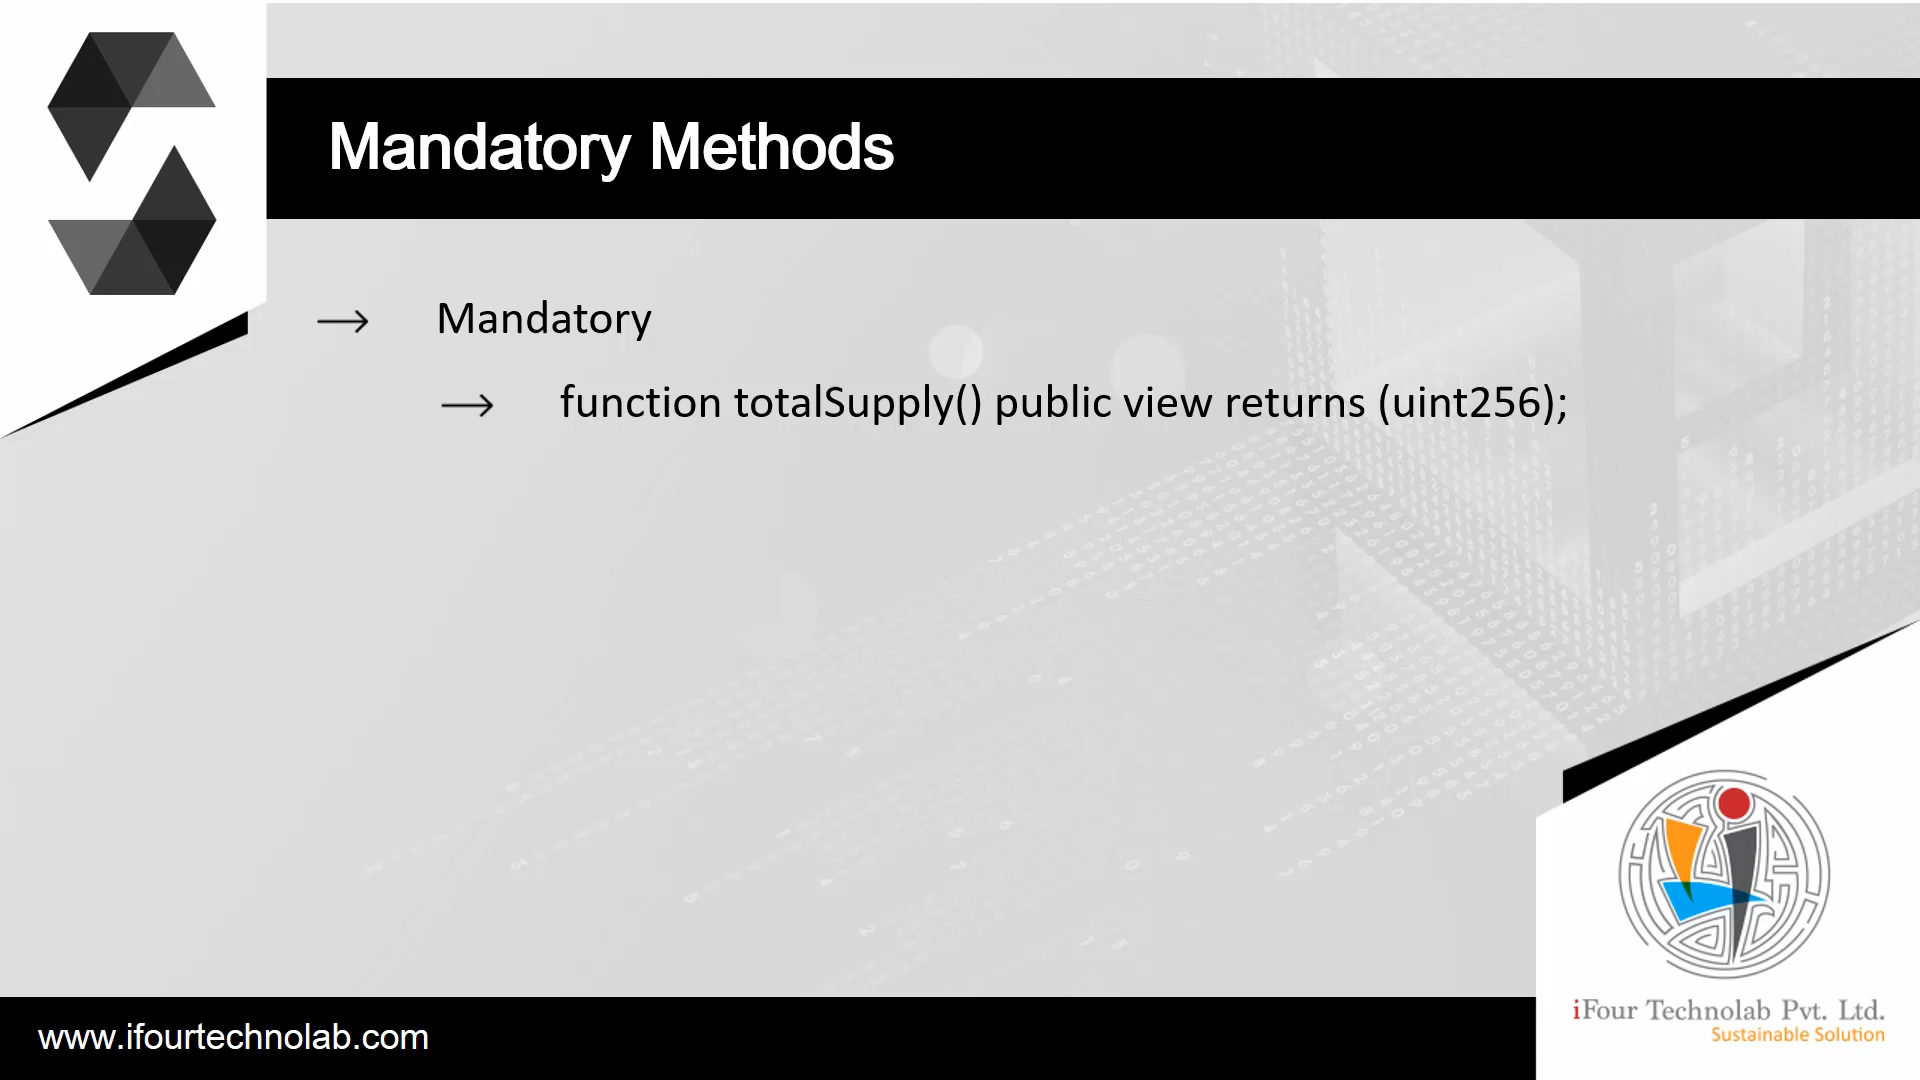 Mandatory Methods
Mandatory
function totalSupply() public view returns (uint256);
www.ifourtechnolab.com
iFour Technolab Pvt. Ltd.
Sustainable Solution